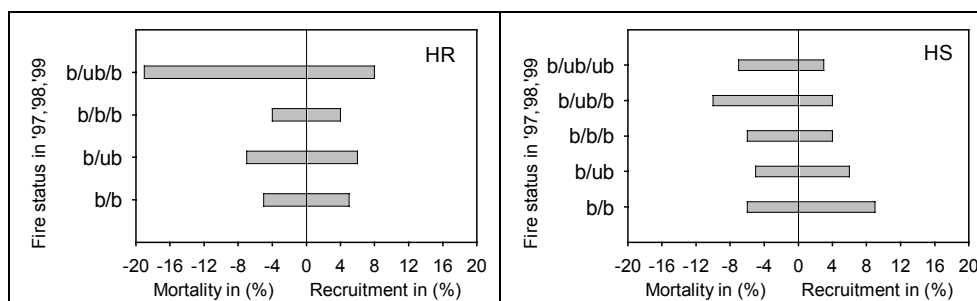 HR
Fire status in '97,'98,'99
b/ub/b
b/b/b
b/ub
b/b
-20 -16 -12 -8 -4 0 4 8 12 16 20
Mortality in (%) Recruitment in (%)
HS
Fire status in '97,'98,'99
b/ub/ub
b/ub/b
b/b/b
b/ub
b/b
-20 -16 -12 -8 -4 0 4 8 12 16 20
Mortality in (%) Recruitment in (%)